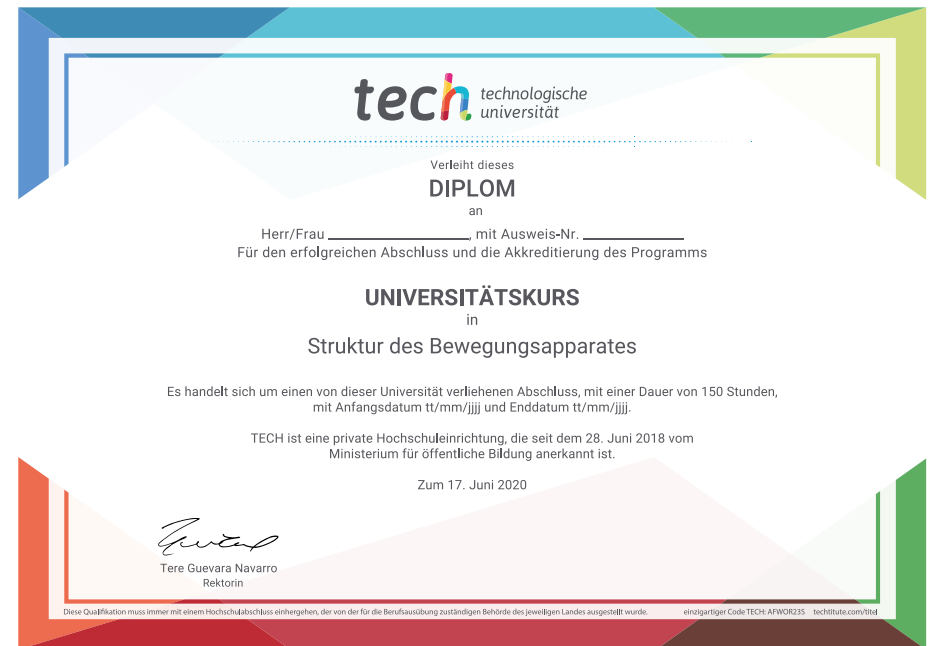 tech technologische
universität
Verleiht dieses
DIPLOM
an
Herr/Frau ____________________, mit Ausweis-Nr. ______________
Für den erfolgreichen Abschluss und die Akkreditierung des Programms
UNIVERSITÄTSKURS
in
Struktur des Bewegungsapparates
Es handelt sich um einen von dieser Universität verliehenen Abschluss, mit einer Dauer von 150 Stunden,
mit Anfangsdatum tt/mm/jjjj und Enddatum tt/mm/jjjj.
TECH ist eine private Hochschuleinrichtung, die seit dem 28. Juni 2018 vom
Ministerium für öffentliche Bildung anerkannt ist.
Zum 17. Juni 2020
Tere Guevara Navarro
Rektorin
Diese Qualifikation muss immer mit einem Hochschulabschluss einhergehen, der von der für die Berufsausübung zuständigen Behörde des jeweiligen Landes ausgestellt wurde. einzigartiger Code TECH: AFWOR23S techtitute.com/titel